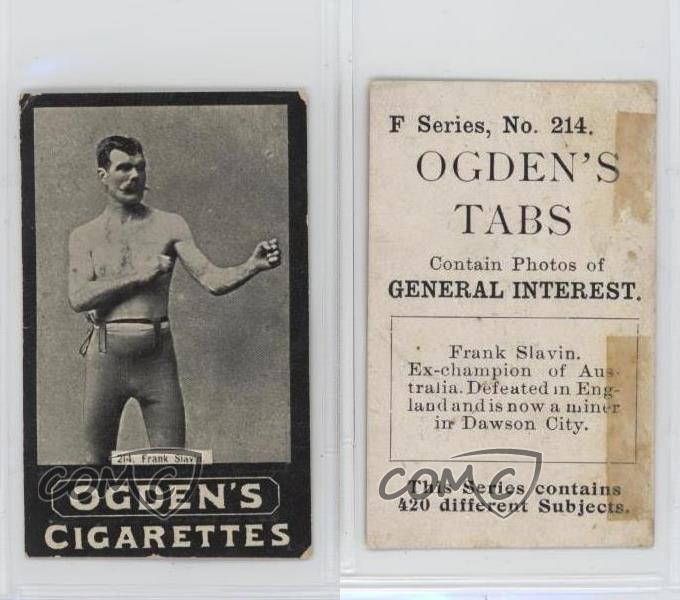 214. Frank Slavin
OGDEN'S
CIGARETTES
F Series, No. 214.
OGDEN'S
TABS
Contain Photos of
GENERAL INTEREST.
Frank Slavin.
Ex-champion of Aus-
tralia. Defeated in Eng-
land and is now a miner
in Dawson City.
This Series contains
420 different Subjects.
COMC
COMC